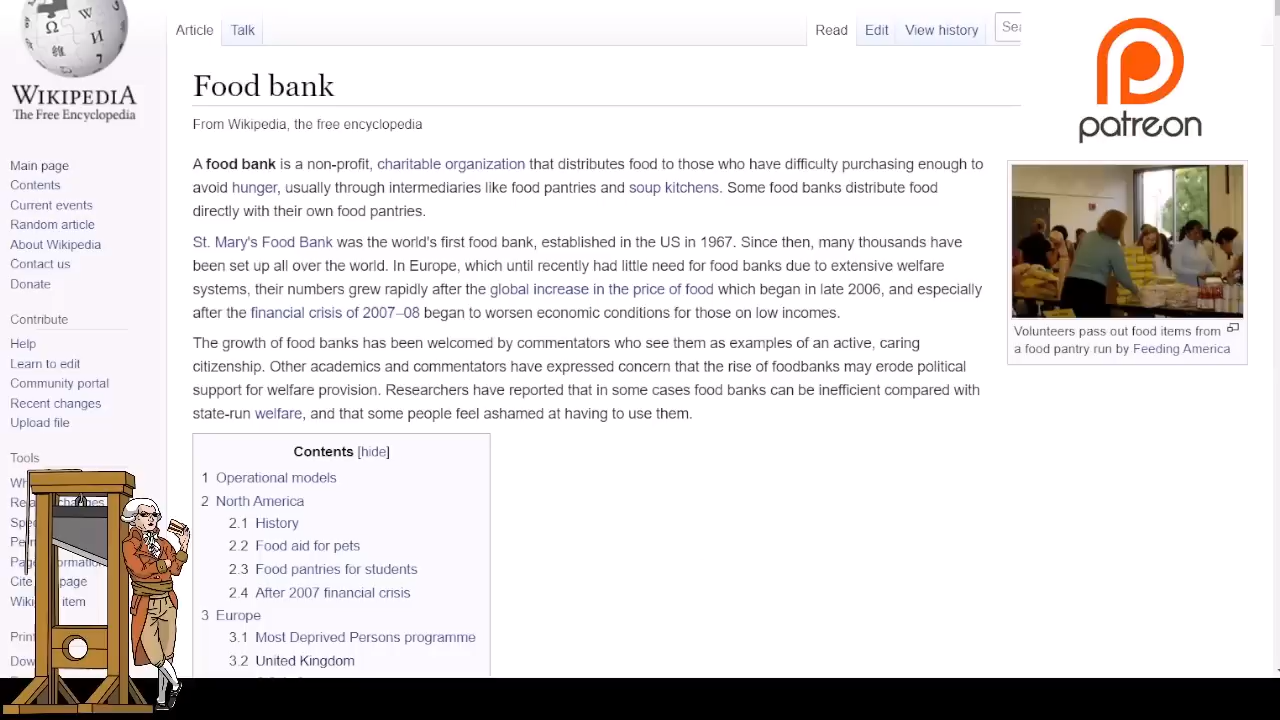 WIKIPEDIA
The Free Encyclopedia
Main page
Contents
Current events
Random article
About Wikipedia
Contact us
Donate
Contribute
Help
Learn to edit
Community portal
Recent changes
Upload file
Tools
Article Talk
Read Edit View history
patreon
Food bank
From Wikipedia, the free encyclopedia
A food bank is a non-profit, charitable organization that distributes food to those who have difficulty purchasing enough to
avoid hunger, usually through intermediaries like food pantries and soup kitchens. Some food banks distribute food
directly with their own food pantries.
St. Mary's Food Bank was the world's first food bank, established in the US in 1967. Since then, many thousands have
been set up all over the world. In Europe, which until recently had little need for food banks due to extensive welfare
systems, their numbers grew rapidly after the global increase in the price of food which began in late 2006, and especially
after the financial crisis of 2007–08 began to worsen economic conditions for those on low incomes.
The growth of food banks has been welcomed by commentators who see them as examples of an active, caring
citizenship. Other academics and commentators have expressed concern that the rise of foodbanks may erode political
support for welfare provision. Researchers have reported that in some cases food banks can be inefficient compared with
state-run welfare, and that some people feel ashamed at having to use them.
Volunteers pass out food items from
a food pantry run by Feeding America
Contents [hide]
1 Operational models
2 North America
2.1 History
2.2 Food aid for pets
2.3 Food pantries for students
2.4 After 2007 financial crisis
3 Europe
3.1 Most Deprived Persons programme
3.2 United Kingdom